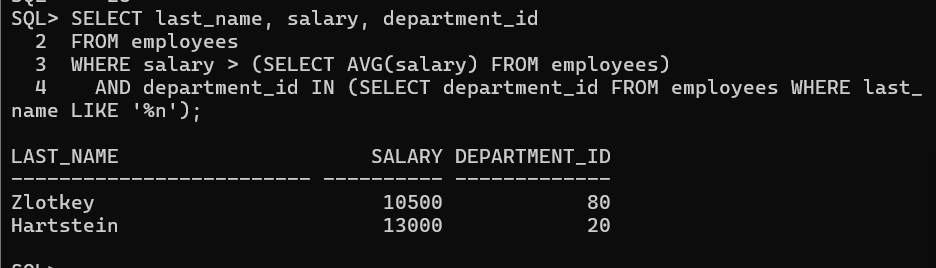 SQL> SELECT last_name, salary, department_id
  2  FROM employees
  3  WHERE salary > (SELECT AVG(salary) FROM employees)
  4    AND department_id IN (SELECT department_id FROM employees WHERE last_
name LIKE '%n');

LAST_NAME                     SALARY DEPARTMENT_ID
------------------------- ---------- -------------
Zlotkey                        10500            80
Hartstein                      13000            20

SQL>